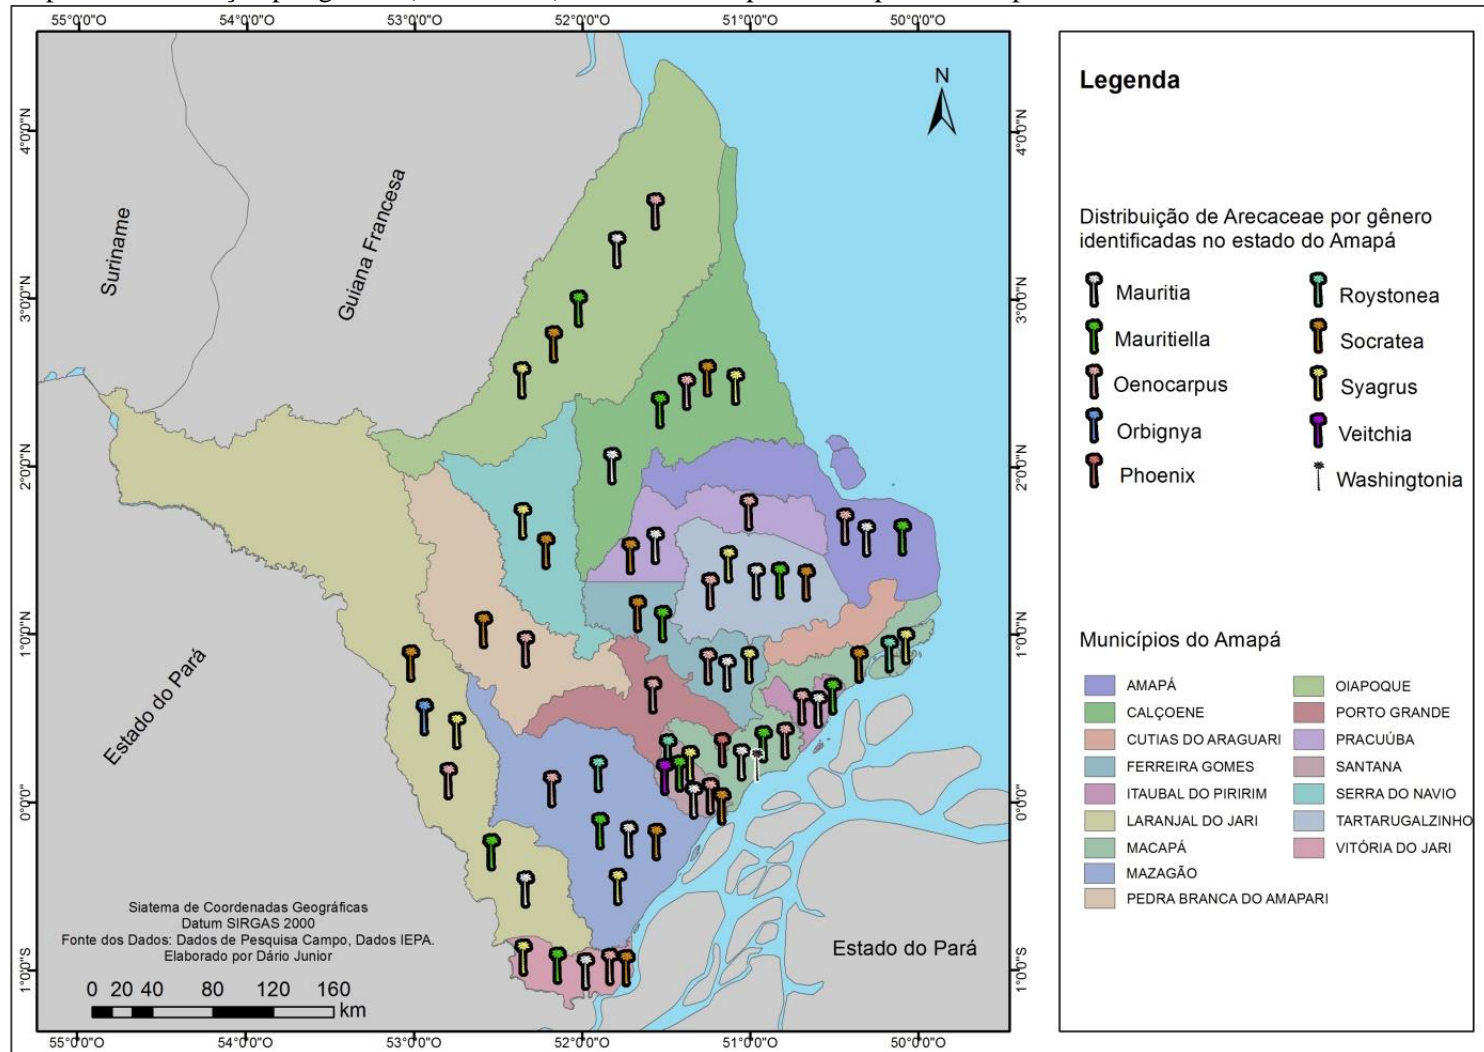 55°0'0"O 54°0'0"O 53°0'0"O 52°0'0"O 51°0'0"O 50°0'0"O
N
4°0'0"N
4°0'0"N
3°0'0"N
3°0'0"N
2°0'0"N
2°0'0"N
1°0'0"N
1°0'0"N
0°0'0"
0°0'0"
1°0'0"S
1°0'0"S
Suriname
Guiana Francesa
Estado do Pará
Estado do Pará
Siatema de Coordenadas Geográficas
Datum SIRGAS 2000
Fonte dos Dados: Dados de Pesquisa Campo, Dados IEPA.
Elaborado por Dário Junior
0 20 40 80 120 160
km
55°0'0"O 54°0'0"O 53°0'0"O 52°0'0"O 51°0'0"O 50°0'0"O
Legenda
Distribuição de Arecaceae por gênero
identificadas no estado do Amapá
Mauritia
Mauritiella
Oenocarpus
Orbignya
Phoenix
Roystonea
Socratea
Syagrus
Veitchia
Washingtonia
Municípios do Amapá
AMAPÁ
CALÇOENE
CUTIAS DO ARAGUARI
FERREIRA GOMES
ITAUBAL DO PIRIRIM
LARANJAL DO JARI
MACAPÁ
MAZAGÃO
PEDRA BRANCA DO AMAPARI
OIAPOQUE
PORTO GRANDE
PRACUÚBA
SANTANA
SERRA DO NAVIO
TARTARUGALZINHO
VITÓRIA DO JARI